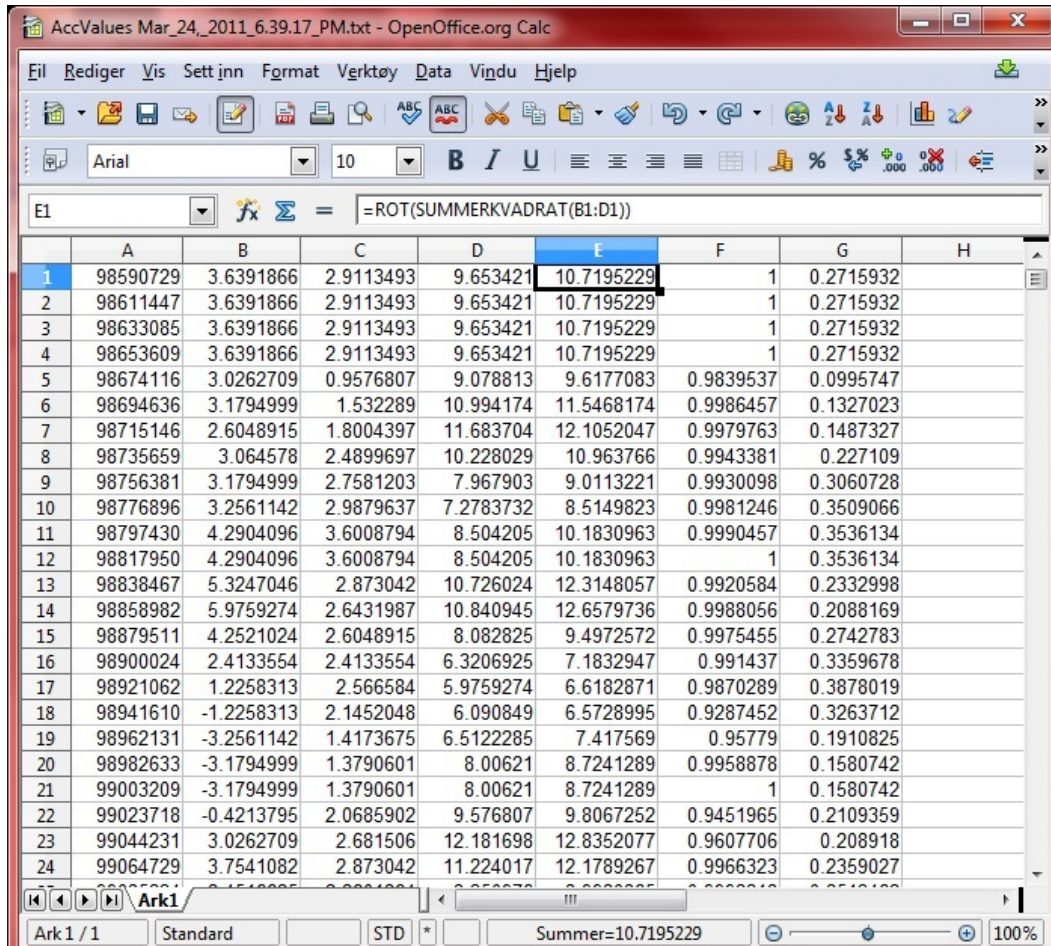 AccValues Mar_24,_2011_6.39.17_PM.txt - OpenOffice.org Calc
Fil Rediger Vis Sett inn Format Verktøy Data Vindu Hjelp
Arial 10 B I U
E1 =ROT(SUMMERKVADRAT(B1:D1))
A B C D E F G H
1 98590729 3.6391866 2.9113493 9.653421 10.7195229 1 0.2715932
2 98611447 3.6391866 2.9113493 9.653421 10.7195229 1 0.2715932
3 98633085 3.6391866 2.9113493 9.653421 10.7195229 1 0.2715932
4 98653609 3.6391866 2.9113493 9.653421 10.7195229 1 0.2715932
5 98674116 3.0262709 0.9576807 9.078813 9.6177083 0.9839537 0.0995747
6 98694636 3.1794999 1.532289 10.994174 11.5468174 0.9986457 0.1327023
7 98715146 2.6048915 1.8004397 11.683704 12.1052047 0.9979763 0.1487327
8 98735659 3.064578 2.4899697 10.228029 10.963766 0.9943381 0.227109
9 98756381 3.1794999 2.7581203 7.967903 9.0113221 0.9930098 0.3060728
10 98776896 3.2561142 2.9879637 7.2783732 8.5149823 0.9981246 0.3509066
11 98797430 4.2904096 3.6008794 8.504205 10.1830963 0.9990457 0.3536134
12 98817950 4.2904096 3.6008794 8.504205 10.1830963 1 0.3536134
13 98838467 5.3247046 2.873042 10.726024 12.3148057 0.9920584 0.2332998
14 98858982 5.9759274 2.6431987 10.840945 12.6579736 0.9988056 0.2088169
15 98879511 4.2521024 2.6048915 8.082825 9.4972572 0.9975455 0.2742783
16 98900024 2.4133554 2.4133554 6.3206925 7.1832947 0.991437 0.3359678
17 98921062 1.2258313 2.566584 5.9759274 6.6182871 0.9870289 0.3878019
18 98941610 -1.2258313 2.1452048 6.090849 6.5728995 0.9287452 0.3263712
19 98962131 -3.2561142 1.4173675 6.5122285 7.417569 0.95779 0.1910825
20 98982633 -3.1794999 1.3790601 8.00621 8.7241289 0.9958878 0.1580742
21 99003209 -3.1794999 1.3790601 8.00621 8.7241289 1 0.1580742
22 99023718 -0.4213795 2.0685902 9.576807 9.8067252 0.9451965 0.2109359
23 99044231 3.0262709 2.681506 12.181698 12.8352077 0.9607706 0.208918
24 99064729 3.7541082 2.873042 11.224017 12.1789267 0.9966323 0.2359027
Ark1
Ark 1 / 1 Standard STD * Summer=10.7195229 100%